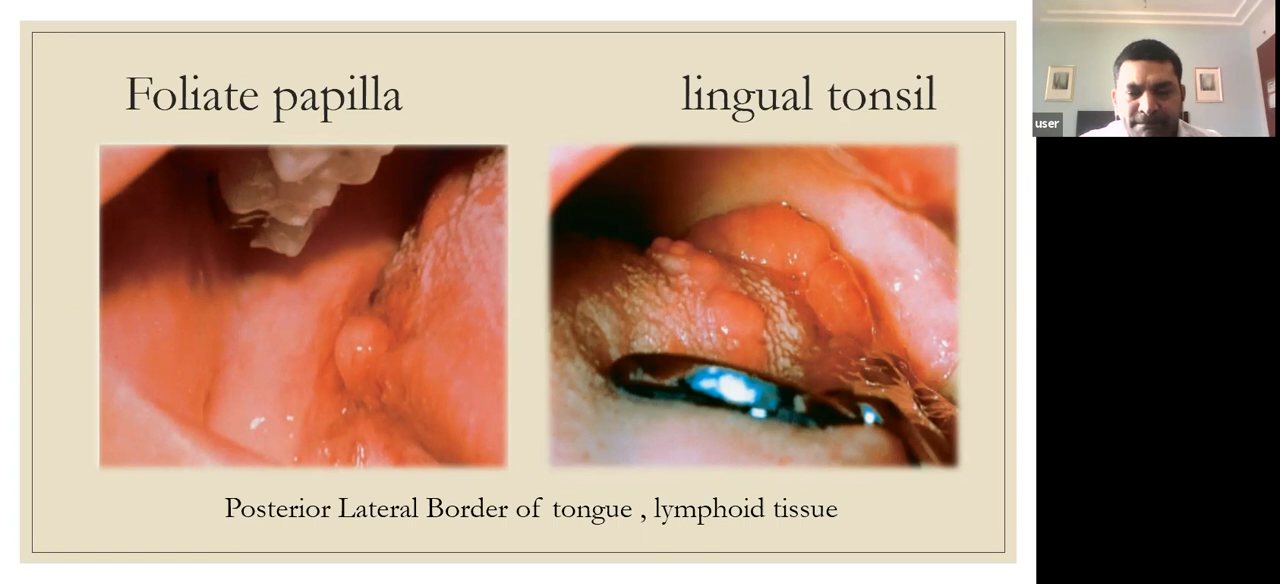 Foliate papilla
lingual tonsil
user
Posterior Lateral Border of tongue , lymphoid tissue